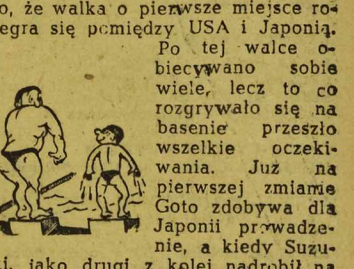 o, że walka o pierwsze miejsce ro-
egra się pomiędzy USA i Japonią.
Po tej walce o-
biecywano sobie
wiele, lecz to co
rozgrywało się na
basenie przeszło
wszelkie oczeki-
wania. Już na
pierwszej zmianie
Goto zdobywa dla
Japonii prowadze-
nie, a kiedy Suzu-
i, jako drugi z kolei nadrobił na